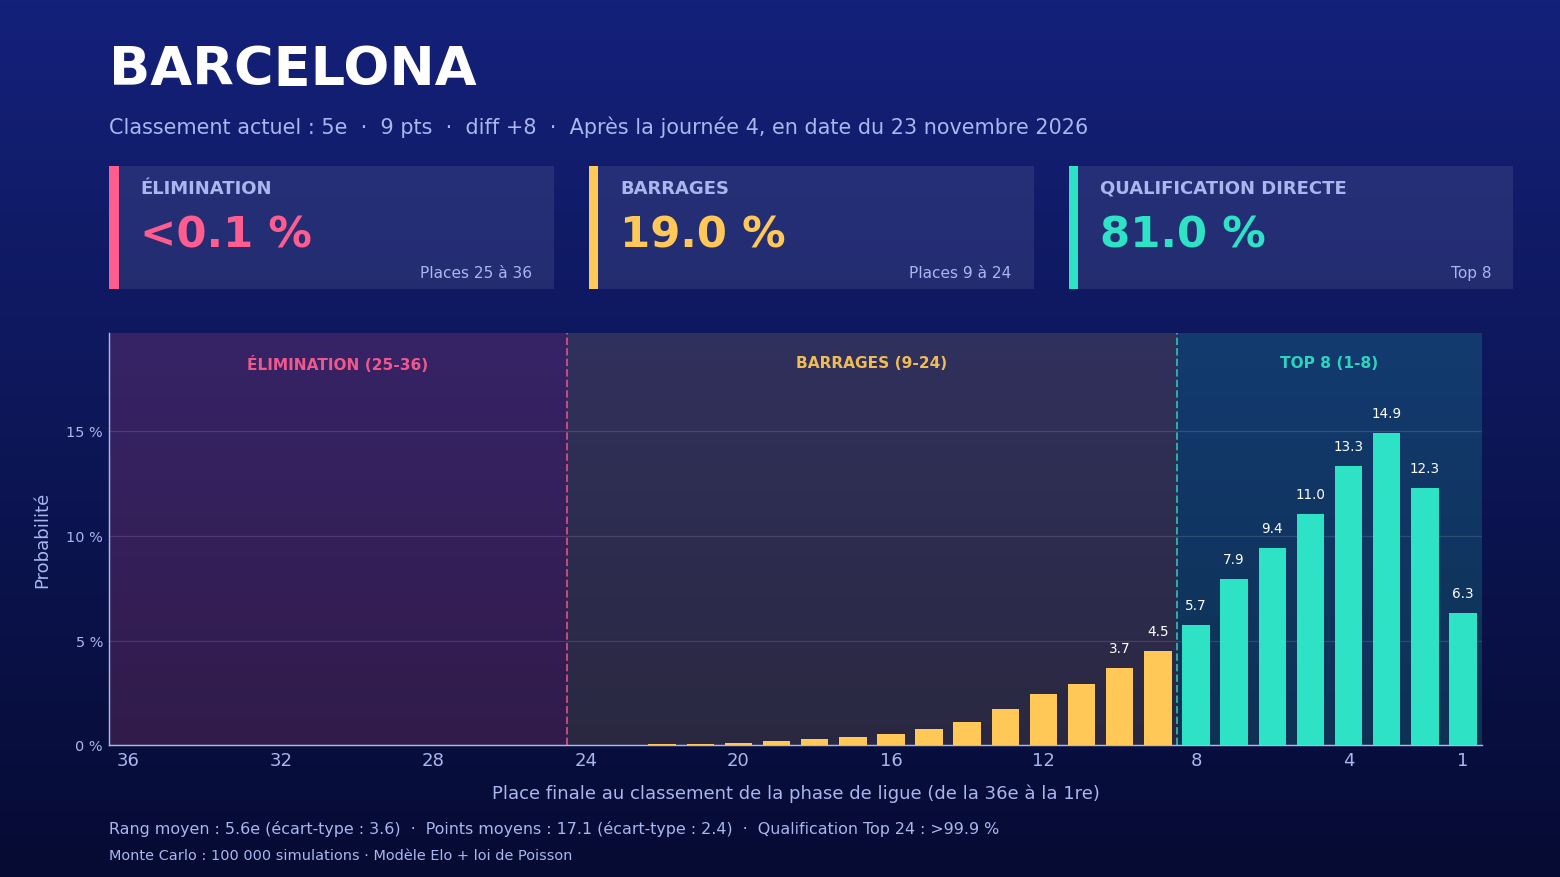 BARCELONA
Classement actuel : 5e · 9 pts · diff +8 · Après la journée 4, en date du 23 novembre 2026
ÉLIMINATION
<0.1 %
Places 25 à 36
BARRAGES
19.0 %
Places 9 à 24
QUALIFICATION DIRECTE
81.0 %
Top 8
ÉLIMINATION (25-36)
BARRAGES (9-24)
TOP 8 (1-8)
Probabilité
15 %
10 %
5 %
0 %
3.7
4.5
5.7
7.9
9.4
11.0
13.3
14.9
12.3
6.3
36 32 28 24 20 16 12 8 4 1
Place finale au classement de la phase de ligue (de la 36e à la 1re)
Rang moyen : 5.6e (écart-type : 3.6) · Points moyens : 17.1 (écart-type : 2.4) · Qualification Top 24 : >99.9 %
Monte Carlo : 100 000 simulations · Modèle Elo + loi de Poisson